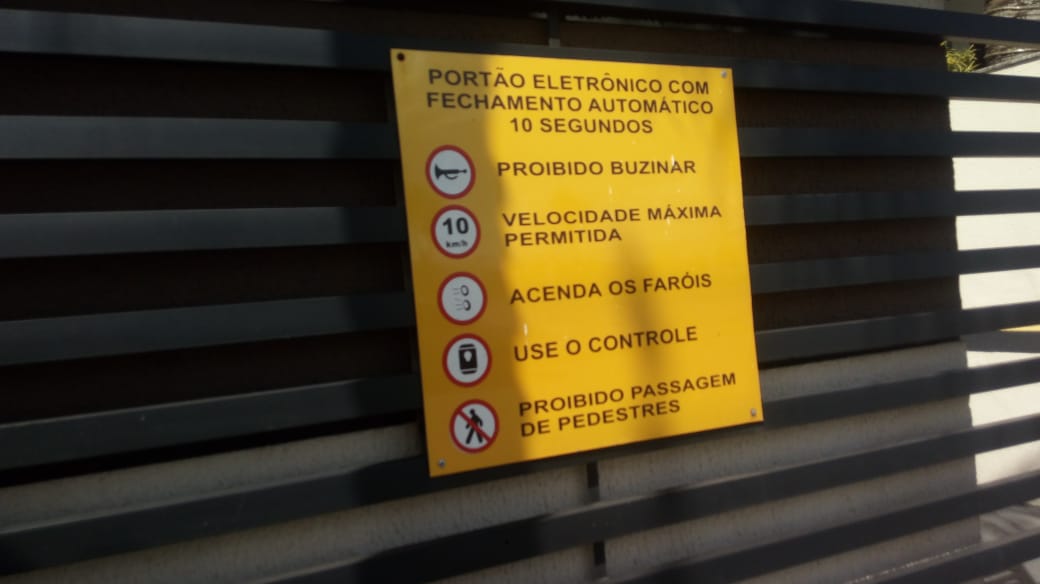 PORTÃO ELETRÔNICO COM
FECHAMENTO AUTOMÁTICO
10 SEGUNDOS
PROIBIDO BUZINAR
10
km/h
VELOCIDADE MÁXIMA
PERMITIDA
ACENDA OS FARÓIS
USE O CONTROLE
PROIBIDO PASSAGEM
DE PEDESTRES